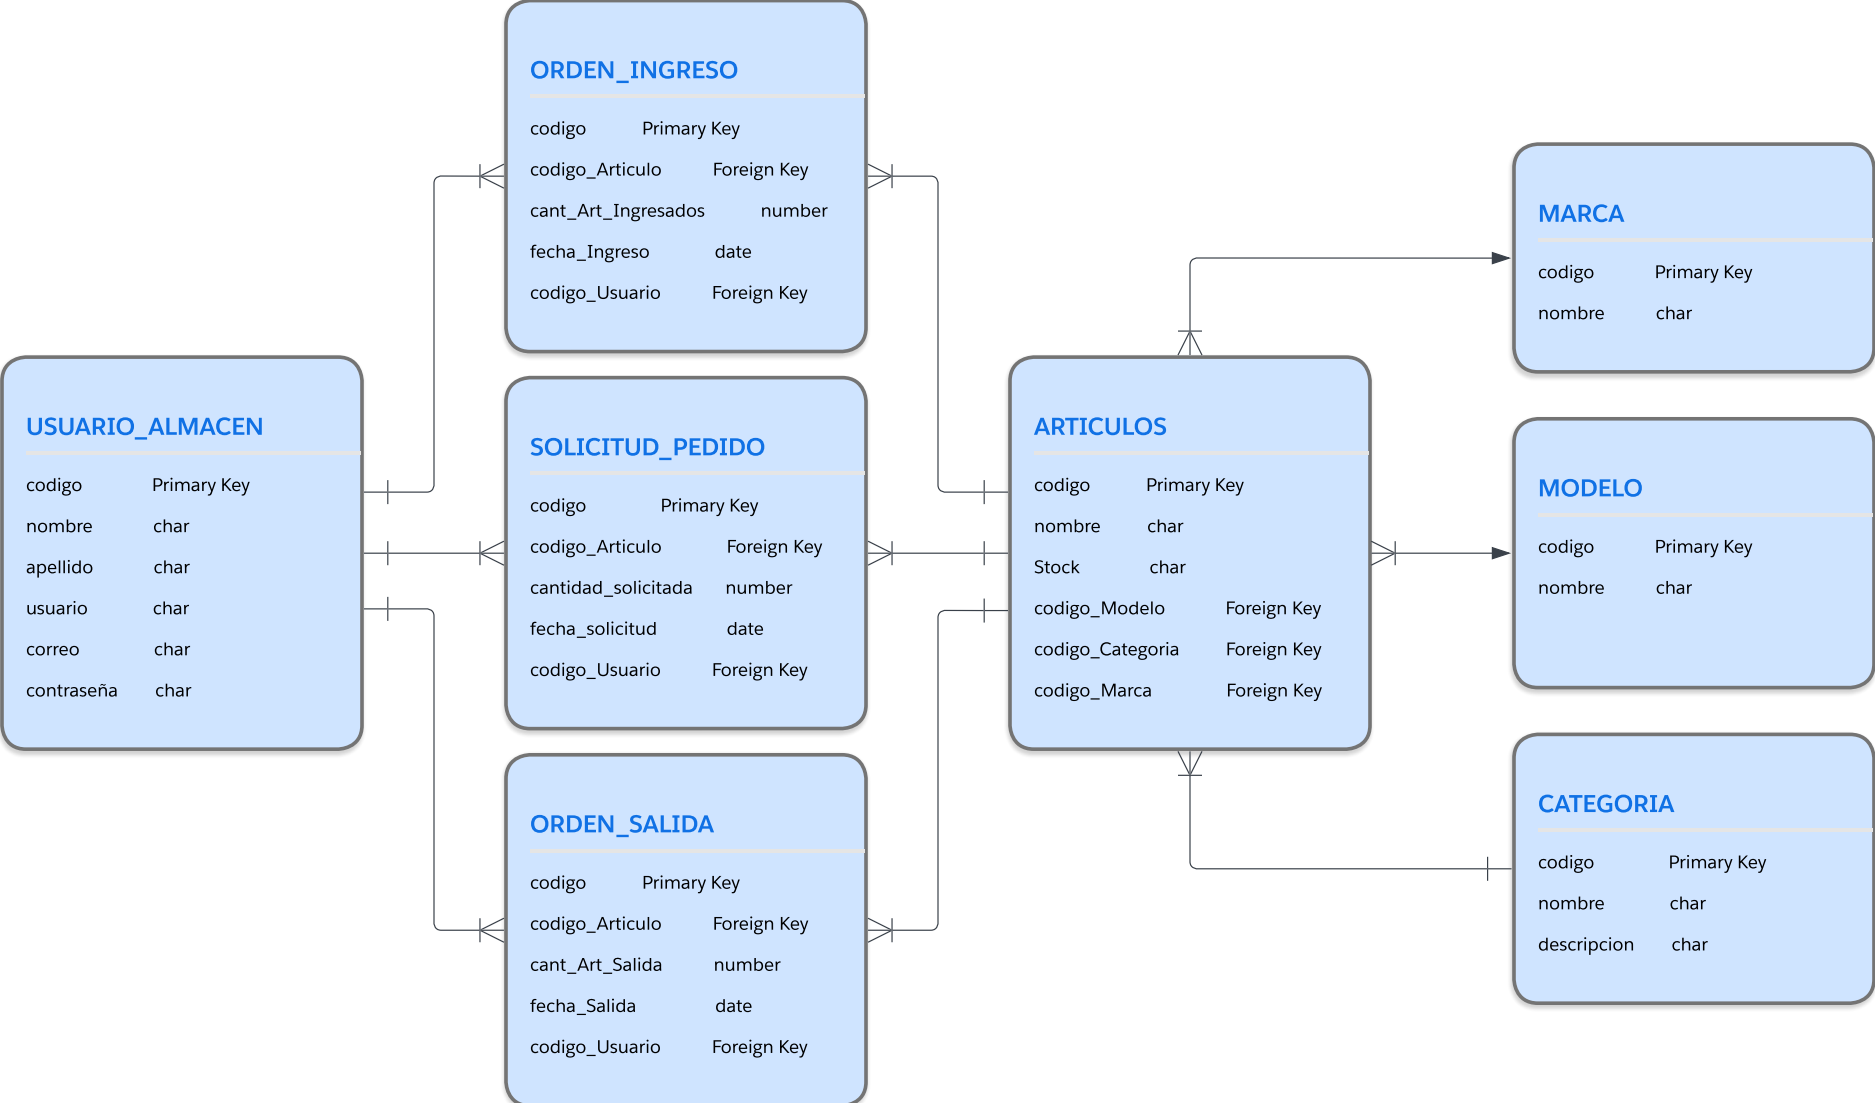 ORDEN_INGRESO
codigo Primary Key
codigo_Articulo Foreign Key
cant_Art_Ingresados number
fecha_Ingreso date
codigo_Usuario Foreign Key
USUARIO_ALMACEN
codigo Primary Key
nombre char
apellido char
usuario char
correo char
contraseña char
SOLICITUD_PEDIDO
codigo Primary Key
codigo_Articulo Foreign Key
cantidad_solicitada number
fecha_solicitud date
codigo_Usuario Foreign Key
ORDEN_SALIDA
codigo Primary Key
codigo_Articulo Foreign Key
cant_Art_Salida number
fecha_Salida date
codigo_Usuario Foreign Key
ARTICULOS
codigo Primary Key
nombre char
Stock char
codigo_Modelo Foreign Key
codigo_Categoria Foreign Key
codigo_Marca Foreign Key
MARCA
codigo Primary Key
nombre char
MODELO
codigo Primary Key
nombre char
CATEGORIA
codigo Primary Key
nombre char
descripcion char